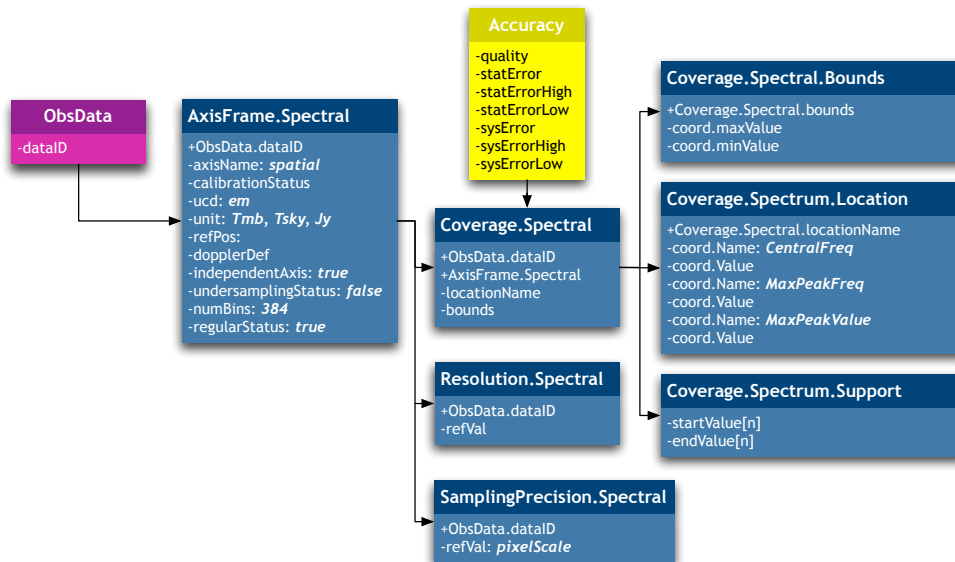 ObsData
-dataID
AxisFrame.Spectral
+ObsData.dataID
-axisName: spatial
-calibrationStatus
-ucd: em
-unit: Tmb, Tsky, Jy
-refPos:
-dopplerDef
-independentAxis: true
-undersamplingStatus: false
-numBins: 384
-regularStatus: true
Accuracy
-quality
-statError
-statErrorHigh
-statErrorLow
-sysError
-sysErrorHigh
-sysErrorLow
Coverage.Spectral
+ObsData.dataID
+AxisFrame.Spectral
-locationName
-bounds
Resolution.Spectral
+ObsData.dataID
-refVal
SamplingPrecision.Spectral
+ObsData.dataID
-refVal: pixelScale
Coverage.Spectral.Bounds
+Coverage.Spectral.bounds
-coord.maxValue
-coord.minValue
Coverage.Spectrum.Location
+Coverage.Spectral.locationName
-coord.Name: CentralFreq
-coord.Value
-coord.Name: MaxPeakFreq
-coord.Value
-coord.Name: MaxPeakValue
-coord.Value
Coverage.Spectrum.Support
-startValue[n]
-endValue[n]